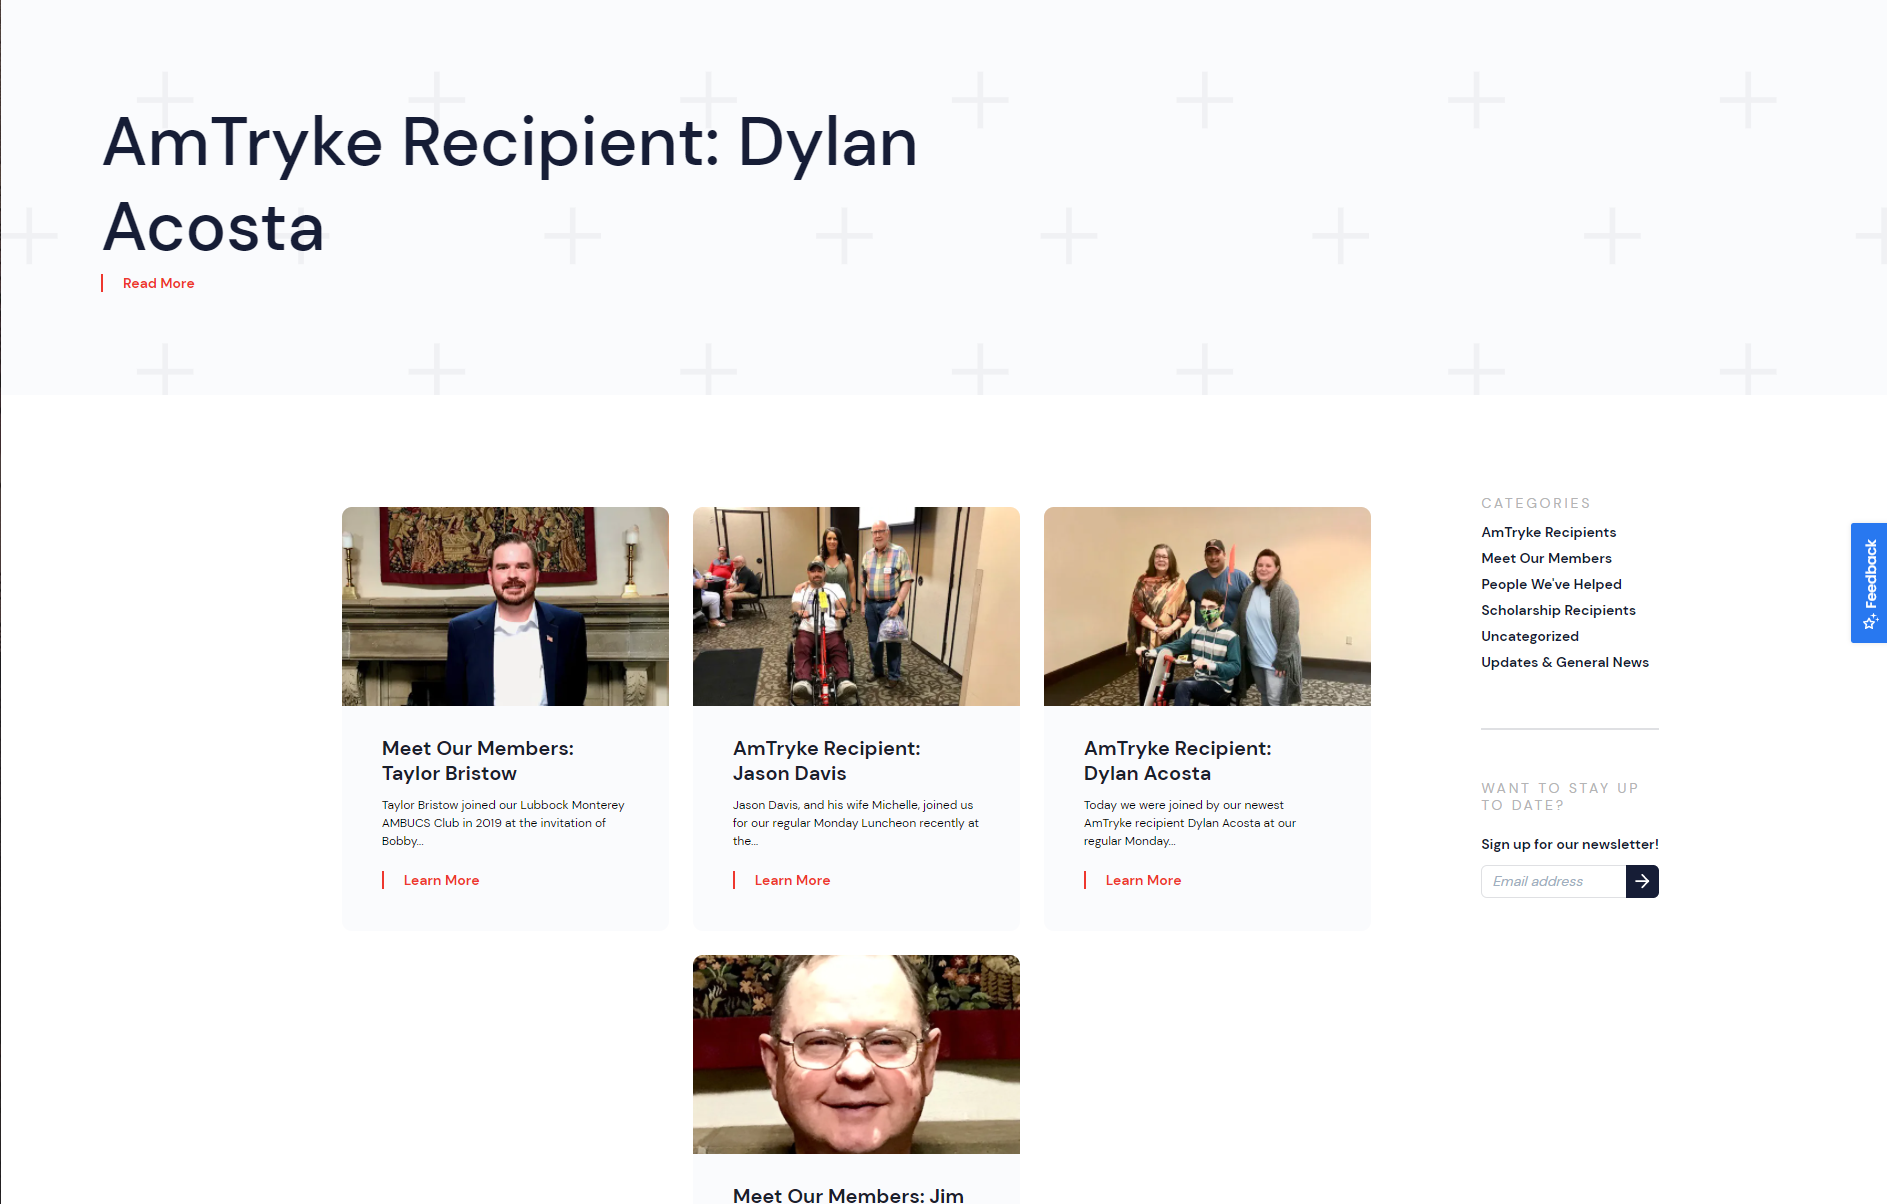 AmTryke Recipient: Dylan
Acosta
Read More
Meet Our Members:
Taylor Bristow
Taylor Bristow joined our Lubbock Monterey
AMBUCS Club in 2019 at the invitation of
Bobby...
Learn More
AmTryke Recipient:
Jason Davis
Jason Davis, and his wife Michelle, joined us
for our regular Monday Luncheon recently at
the...
Learn More
AmTryke Recipient:
Dylan Acosta
Today we were joined by our newest
AmTryke recipient Dylan Acosta at our
regular Monday...
Learn More
Meet Our Members: Jim
CATEGORIES
AmTryke Recipients
Meet Our Members
People We've Helped
Scholarship Recipients
Uncategorized
Updates & General News
WANT TO STAY UP
TO DATE?
Sign up for our newsletter!
Email address
Feedback